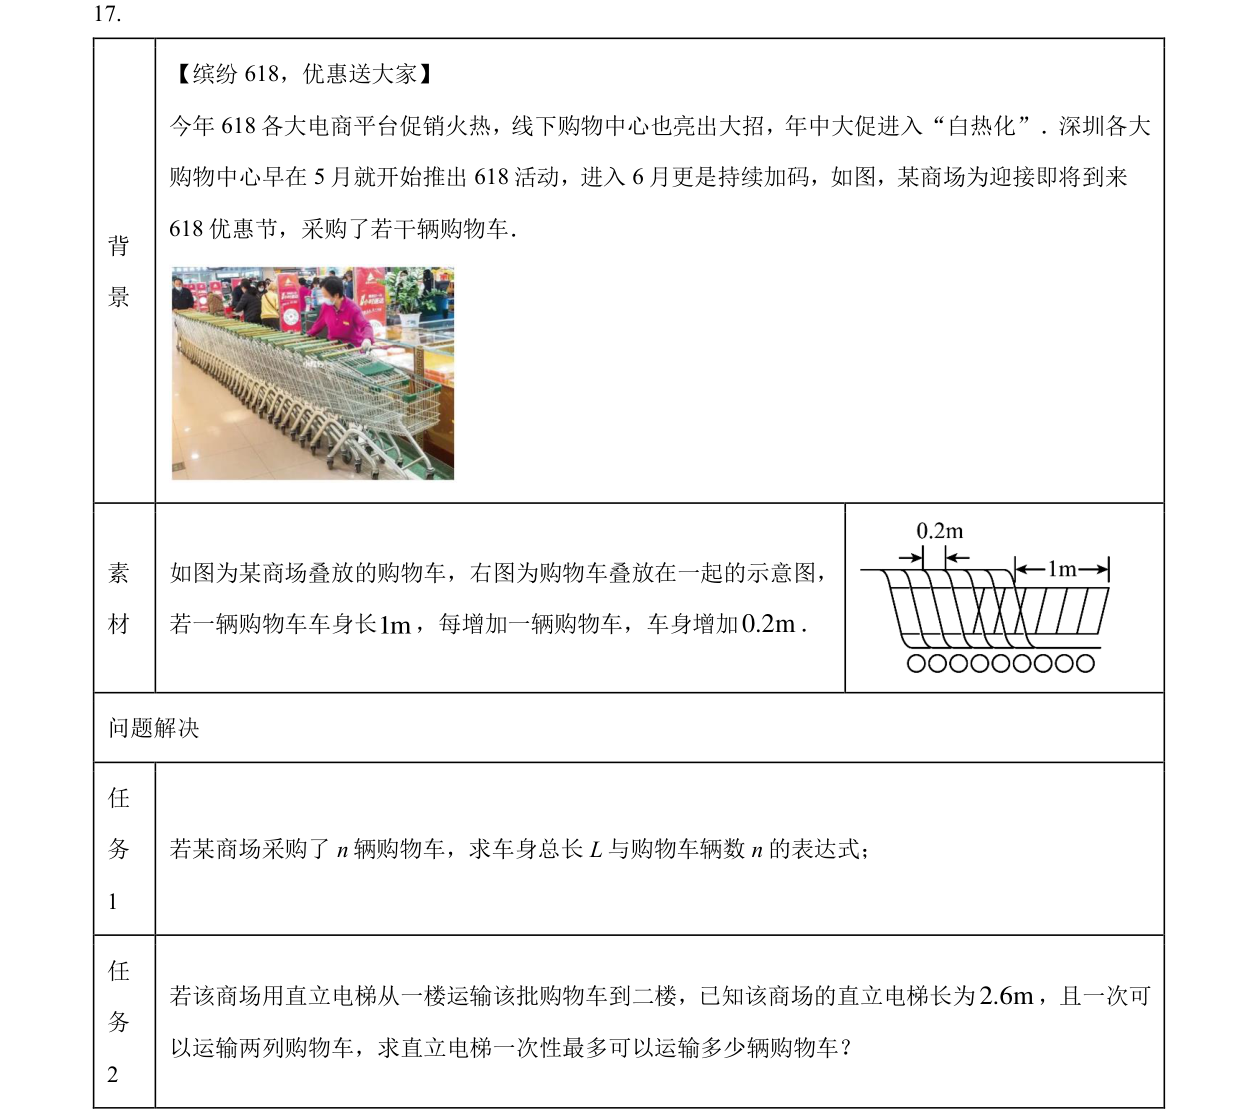 17.
【缤纷 618，优惠送大家】
今年 618 各大电商平台促销火热，线下购物中心也亮出大招，年中大促进入“白热化”．深圳各大
购物中心早在 5 月就开始推出 618 活动，进入 6 月更是持续加码，如图，某商场为迎接即将到来
618 优惠节，采购了若干辆购物车．
背
景
素
材
如图为某商场叠放的购物车，右图为购物车叠放在一起的示意图，
若一辆购物车车身长1m，每增加一辆购物车，车身增加0.2m．
0.2m
1m
问题解决
任
务
1
若某商场采购了 n 辆购物车，求车身总长 L 与购物车辆数 n 的表达式；
任
务
2
若该商场用直立电梯从一楼运输该批购物车到二楼，已知该商场的直立电梯长为2.6m，且一次可
以运输两列购物车，求直立电梯一次性最多可以运输多少辆购物车？